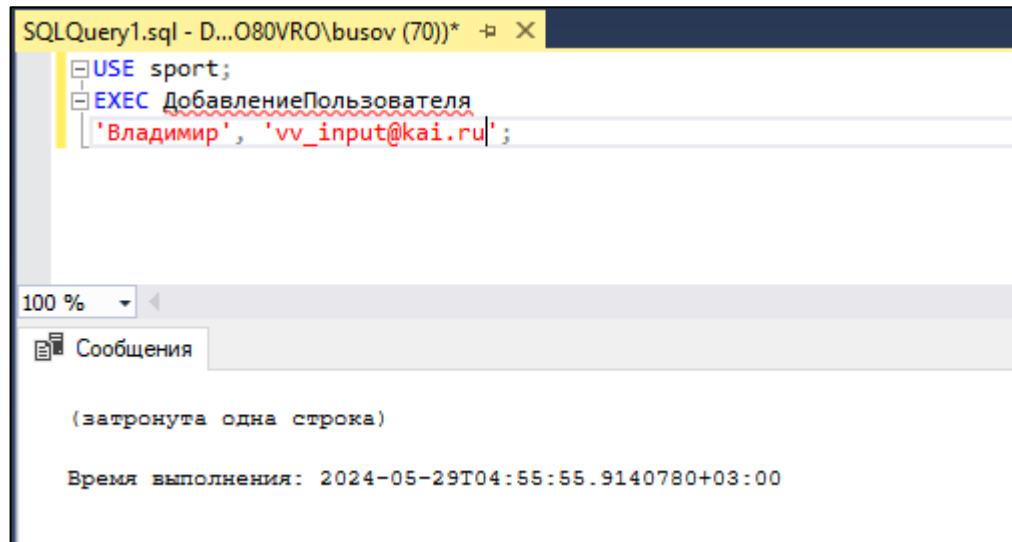 SQLQuery1.sql - D...O80VRO\busov (70))*
USE sport;
EXEC ДобавлениеПользователя
'Владимир', 'vv_input@kai.ru';
100 %
Сообщения
(затронута одна строка)
Время выполнения: 2024-05-29T04:55:55.9140780+03:00